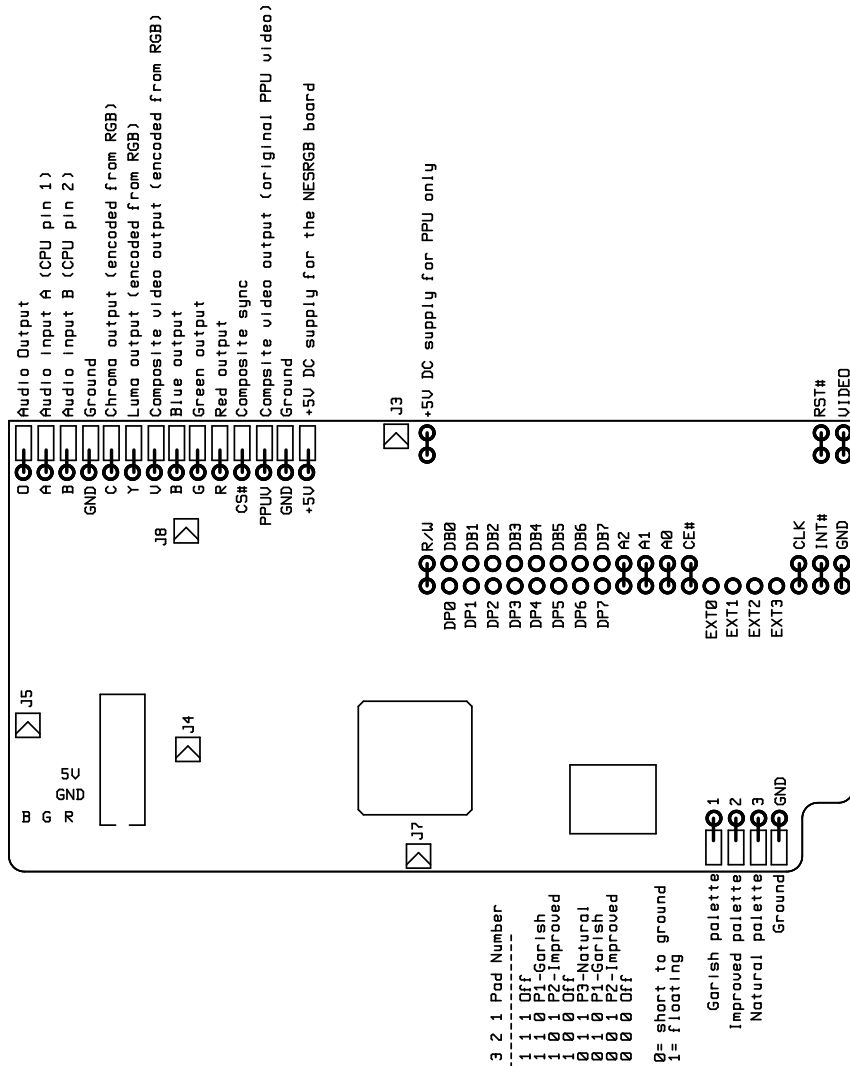 O Audio Output
A Audio input A (CPU pin 1)
B Audio input B (CPU pin 2)
GND Ground
C Chroma output (encoded from RGB)
Y Luma output (encoded from RGB)
V Composite video output (encoded from RGB)
B Blue output
G Green output
R Red output
CS# Composite sync
PPUV Compsite video output (original PPU video)
GND Ground
+5V +5V DC supply for the NESRGB board
J8
J3
+5V DC supply for PPU only
J5
J4
5V
GND
B G R
J7
R/W
DP0 DB0
DP1 DB1
DP2 DB2
DP3 DB3
DP4 DB4
DP5 DB5
DP6 DB6
DP7 DB7
A2
A1
A0
CE#
EXT0
EXT1
EXT2
EXT3
CLK
INT#
GND
RST#
VIDEO
3 2 1 Pad Number
---------------
1 1 1 Off
1 1 0 P1-Garish
1 0 1 P2-Improved
1 0 0 Off
0 1 1 P3-Natural
0 1 0 P1-Garish
0 0 1 P2-Improved
0 0 0 Off
0= short to ground
1= floating
Garish palette 1
Improved palette 2
Natural palette 3
Ground GND